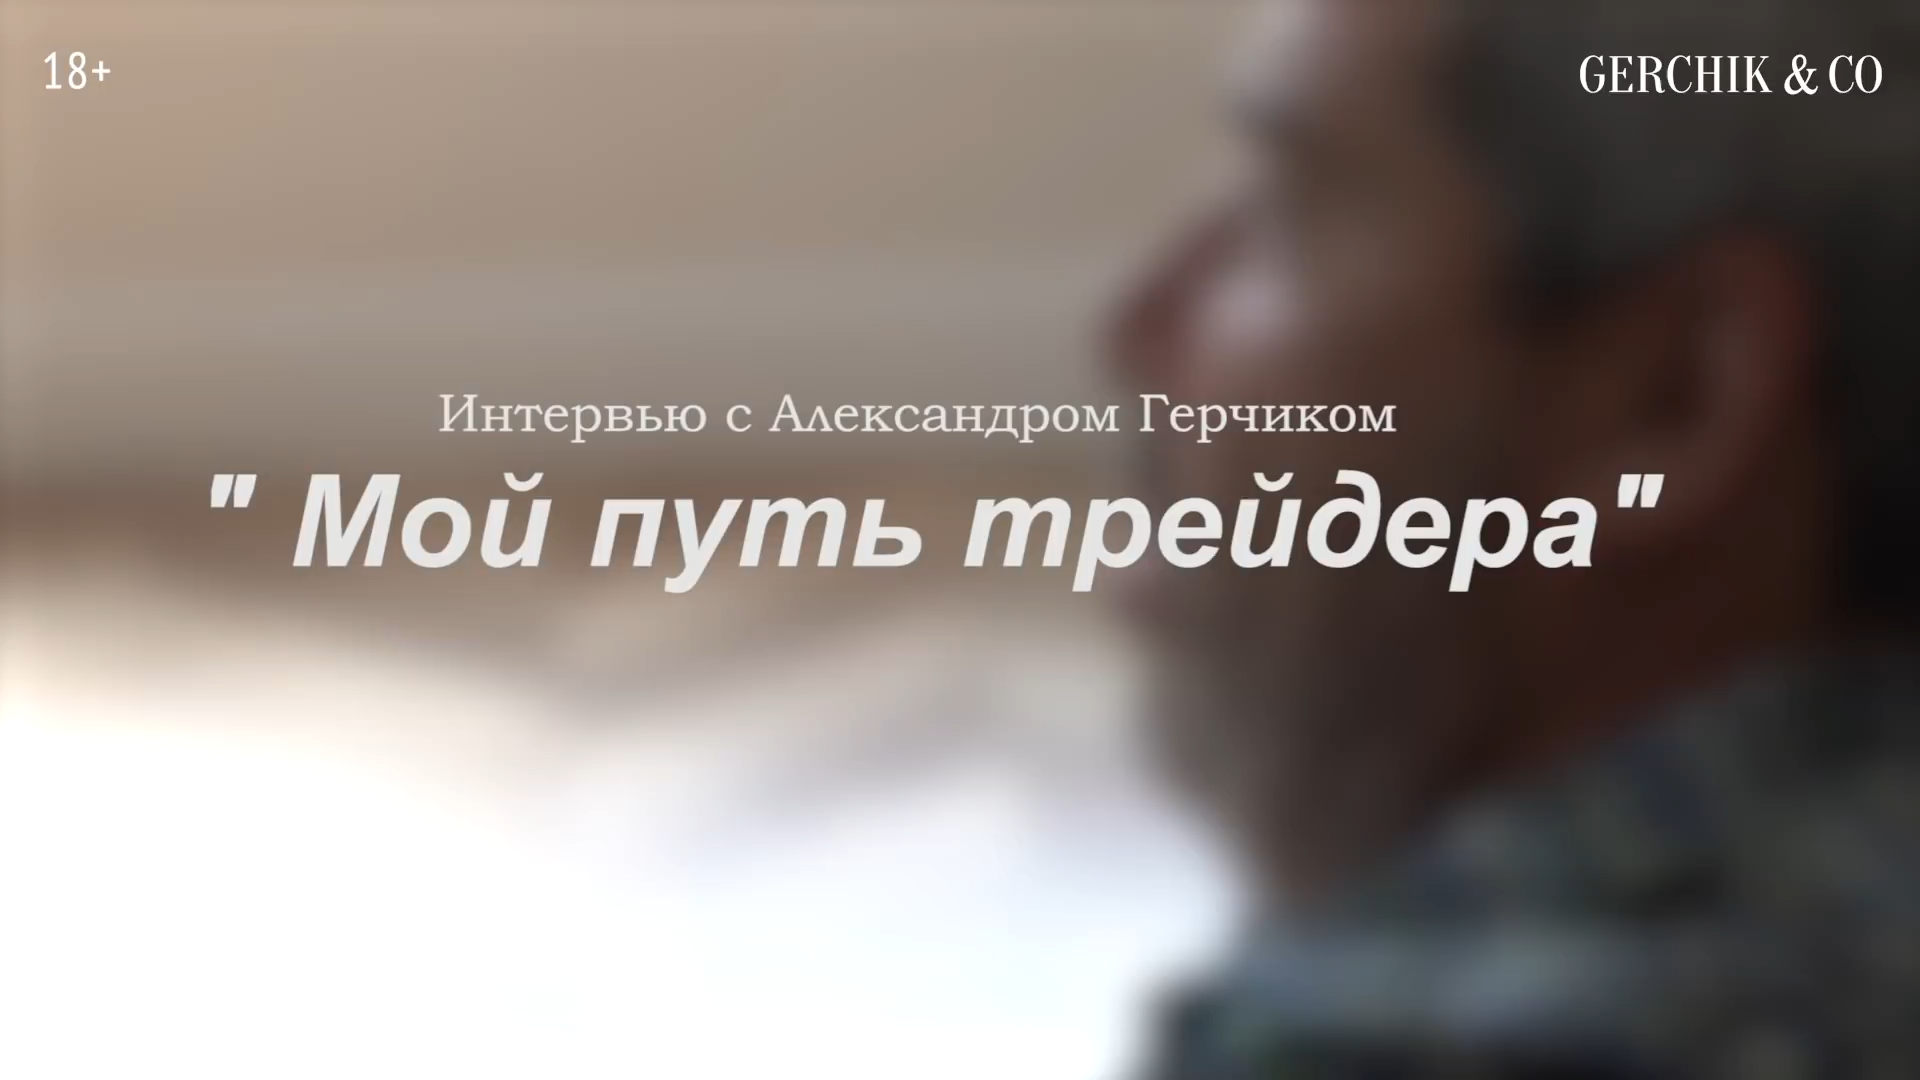 18+
GERCHIK & CO
Интервью с Александром Герчиком
" Мой путь трейдера"